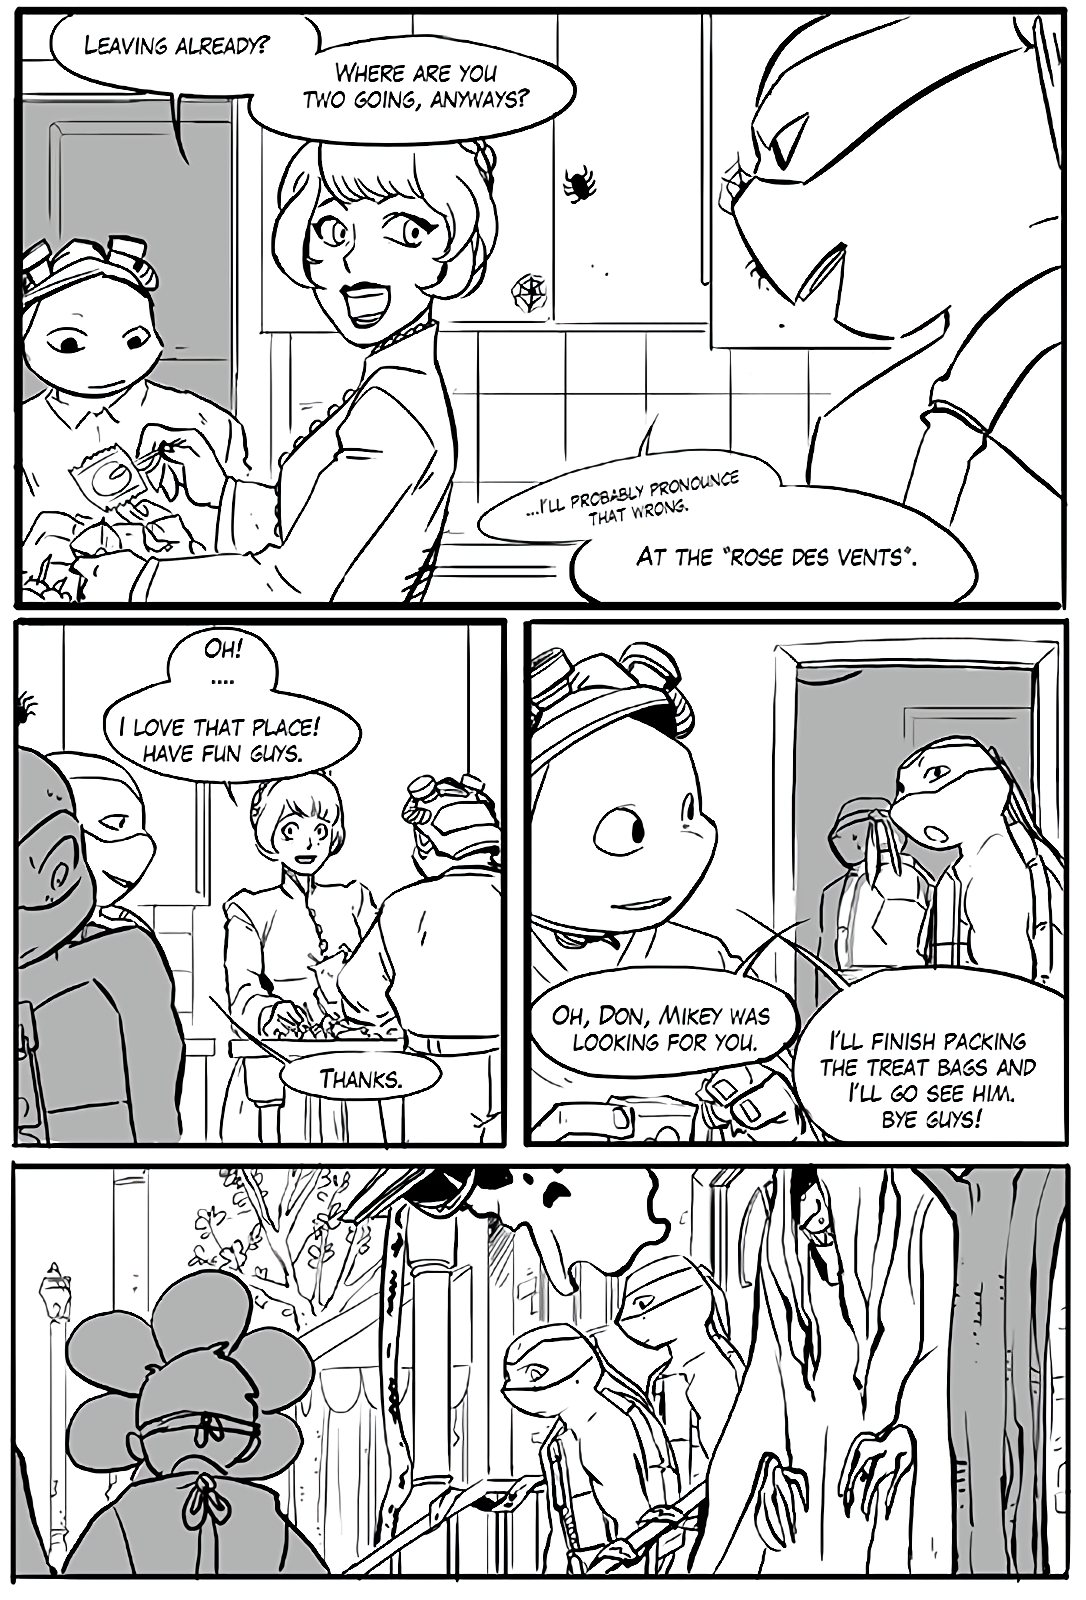 Leaving already?
Where are you
two going, anyways?
...I'll probably pronounce
that wrong.
At the "rose des vents".
Oh!
....
I love that place!
Have fun guys.
Thanks.
Oh, Don, Mikey was
looking for you.
I'll finish packing
the treat bags and
I'll go see him.
Bye guys!